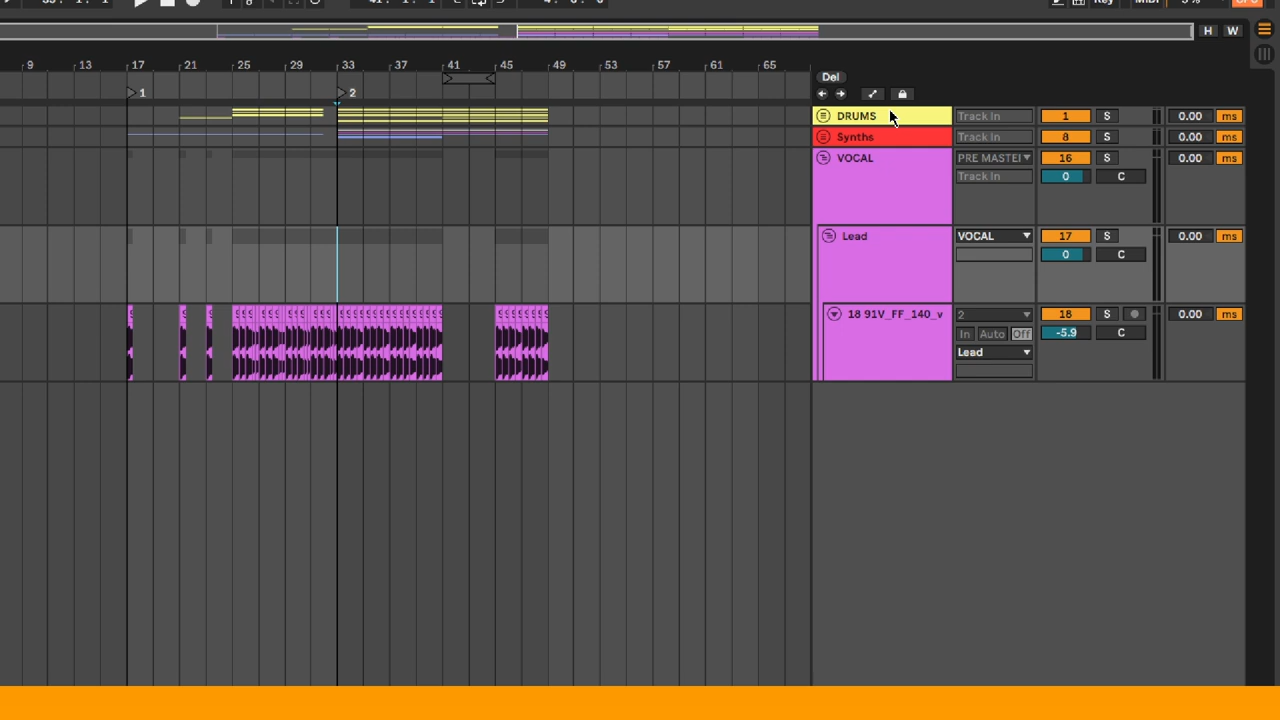 H W
9 13 17 21 25 29 33 37 41 45 49 53 57 61 65
Del
1 2
DRUMS Track In 1 S 0.00 ms
Synths Track In 8 S 0.00 ms
VOCAL PRE MASTER 16 S 0.00 ms
Track In 0 C
Lead VOCAL 17 S 0.00 ms
0 C
18 91V_FF_140_v 2 18 S 0.00 ms
In Auto Off -5.9 C
Lead